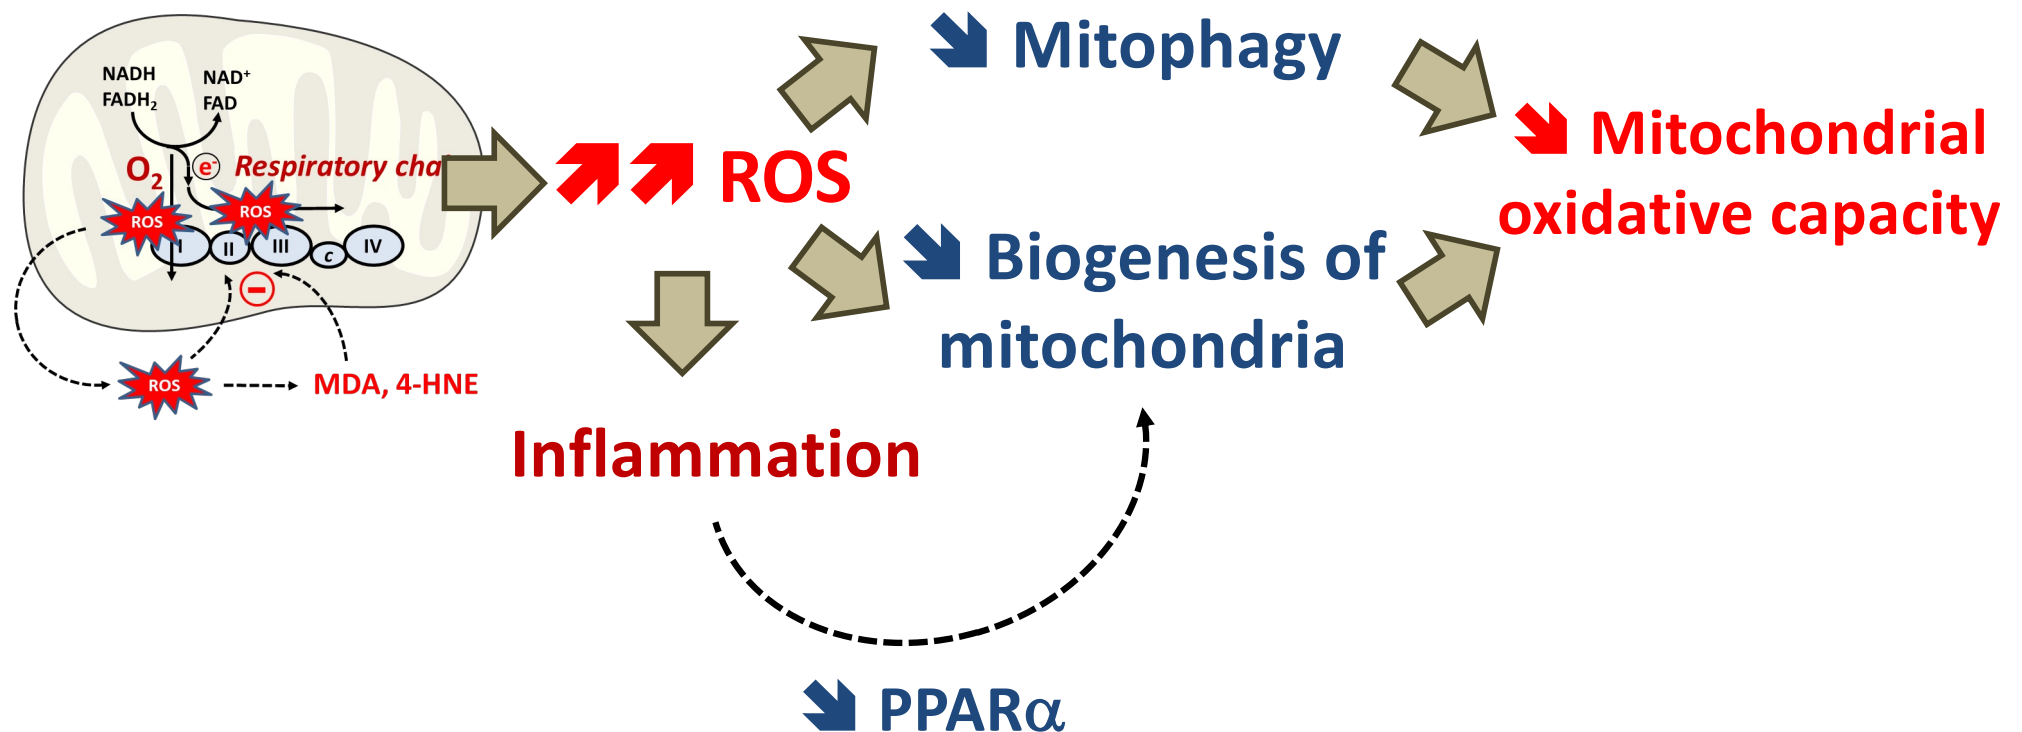 NADH
FADH₂
NAD⁺
FAD
O₂
e⁻
Respiratory cha
ROS
ROS
I
II
III
c
IV
−
ROS
MDA, 4-HNE
ROS
Mitophagy
Biogenesis of
mitochondria
Mitochondrial
oxidative capacity
Inflammation
PPARα